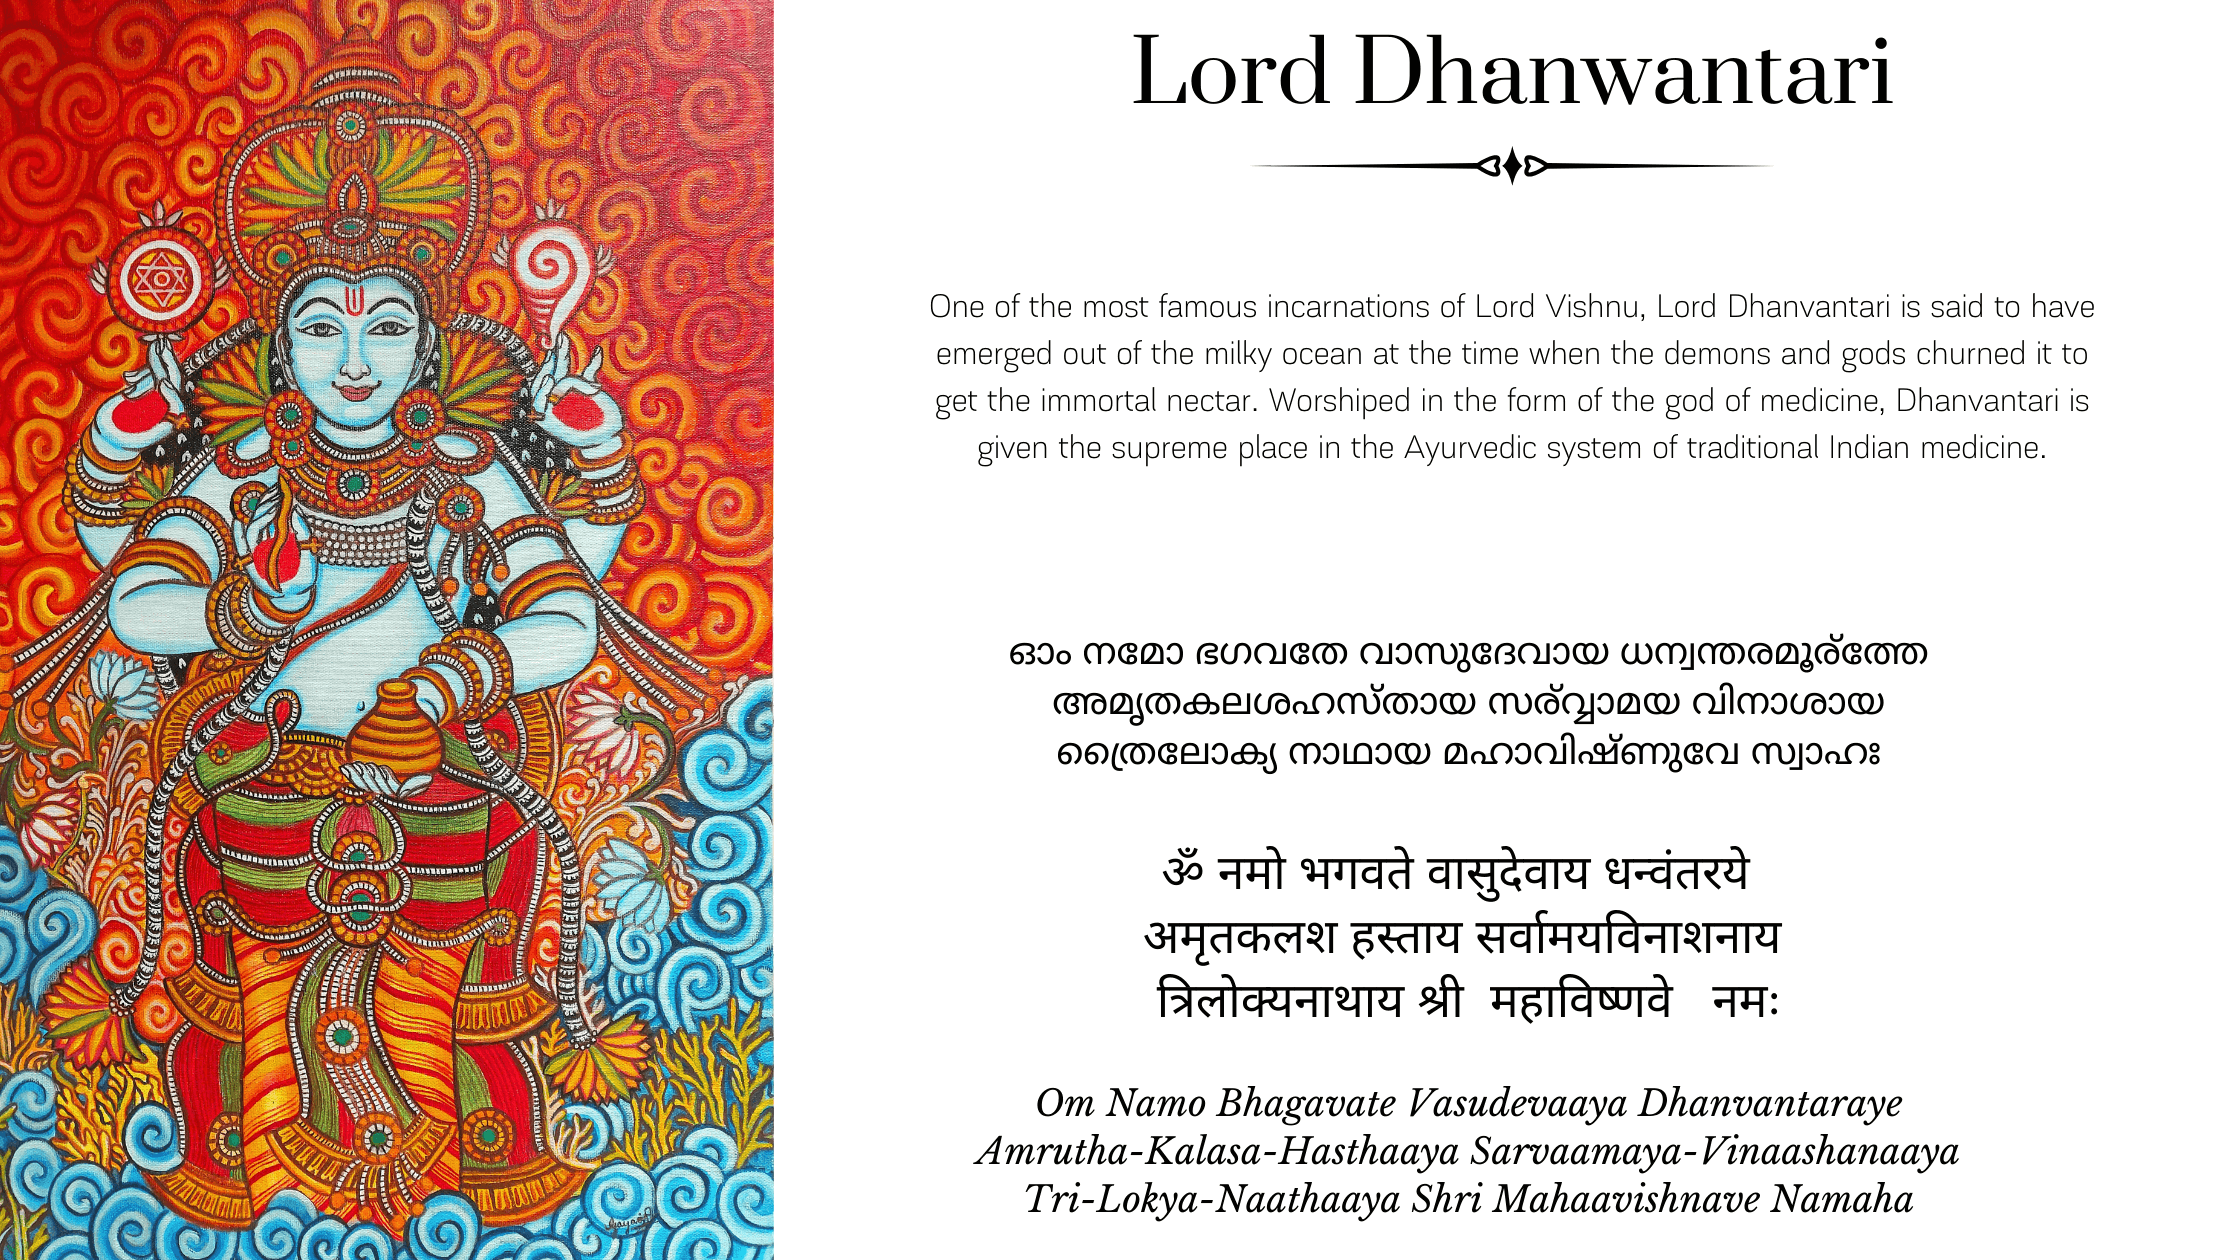 Lord Dhanwantari
One of the most famous incarnations of Lord Vishnu, Lord Dhanvantari is said to have
emerged out of the milky ocean at the time when the demons and gods churned it to
get the immortal nectar. Worshiped in the form of the god of medicine, Dhanvantari is
given the supreme place in the Ayurvedic system of traditional Indian medicine.
ഓം നമോ ഭഗവതേ വാസുദേവായ ധന്വന്തരമൂര്ത്തേ
അമൃതകലശഹസ്തായ സര്വ്വാമയ വിനാശായ
ത്രൈലോക്യ നാഥായ മഹാവിഷ്ണുവേ സ്വാഹഃ
ॐ नमो भगवते वासुदेवाय धन्वंतरये
अमृतकलश हस्ताय सर्वामयविनाशनाय
त्रिलोक्यनाथाय श्री महाविष्णवे नमः
Om Namo Bhagavate Vasudevaaya Dhanvantaraye
Amrutha-Kalasa-Hasthaaya Sarvaamaya-Vinaashanaaya
Tri-Lokya-Naathaaya Shri Mahaavishnave Namaha